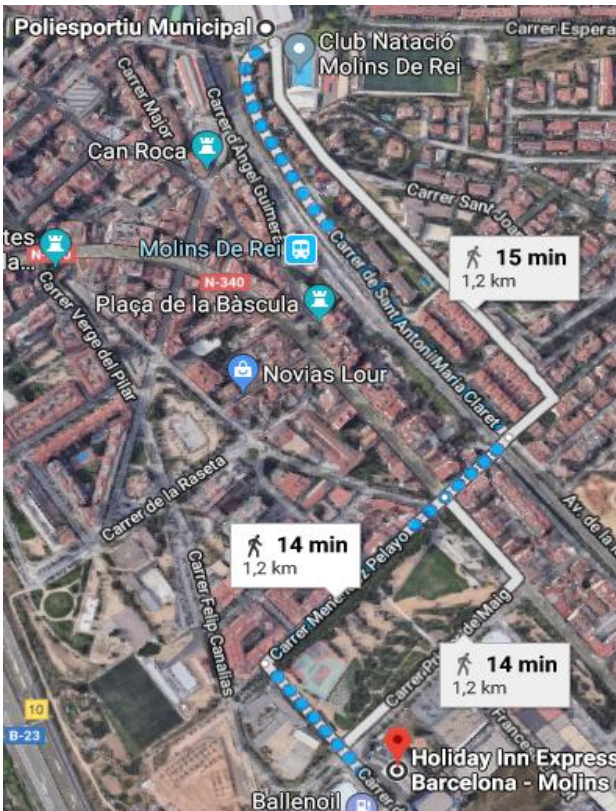 Poliesportiu Municipal
Carrer Espera
Club Natació
Molins De Rei
Carrer Major
Carrer d'Àngel Guimerà
Can Roca
Carrer Sant Joan
tes
la...
Molins De Rei
15 min
1,2 km
N-340
Plaça de la Bàscula
Carrer de Sant Antoni Maria Claret
Carrer Verge del Pilar
Novias Lour
Carrer de la Raseta
Av. de la
14 min
1,2 km
Carrer Menéndez Pelayo
Carrer Felip Canalias
Carrer Primer de Maig
14 min
1,2 km
10
B-23
Holiday Inn Express
Barcelona - Molins
Ballenoil